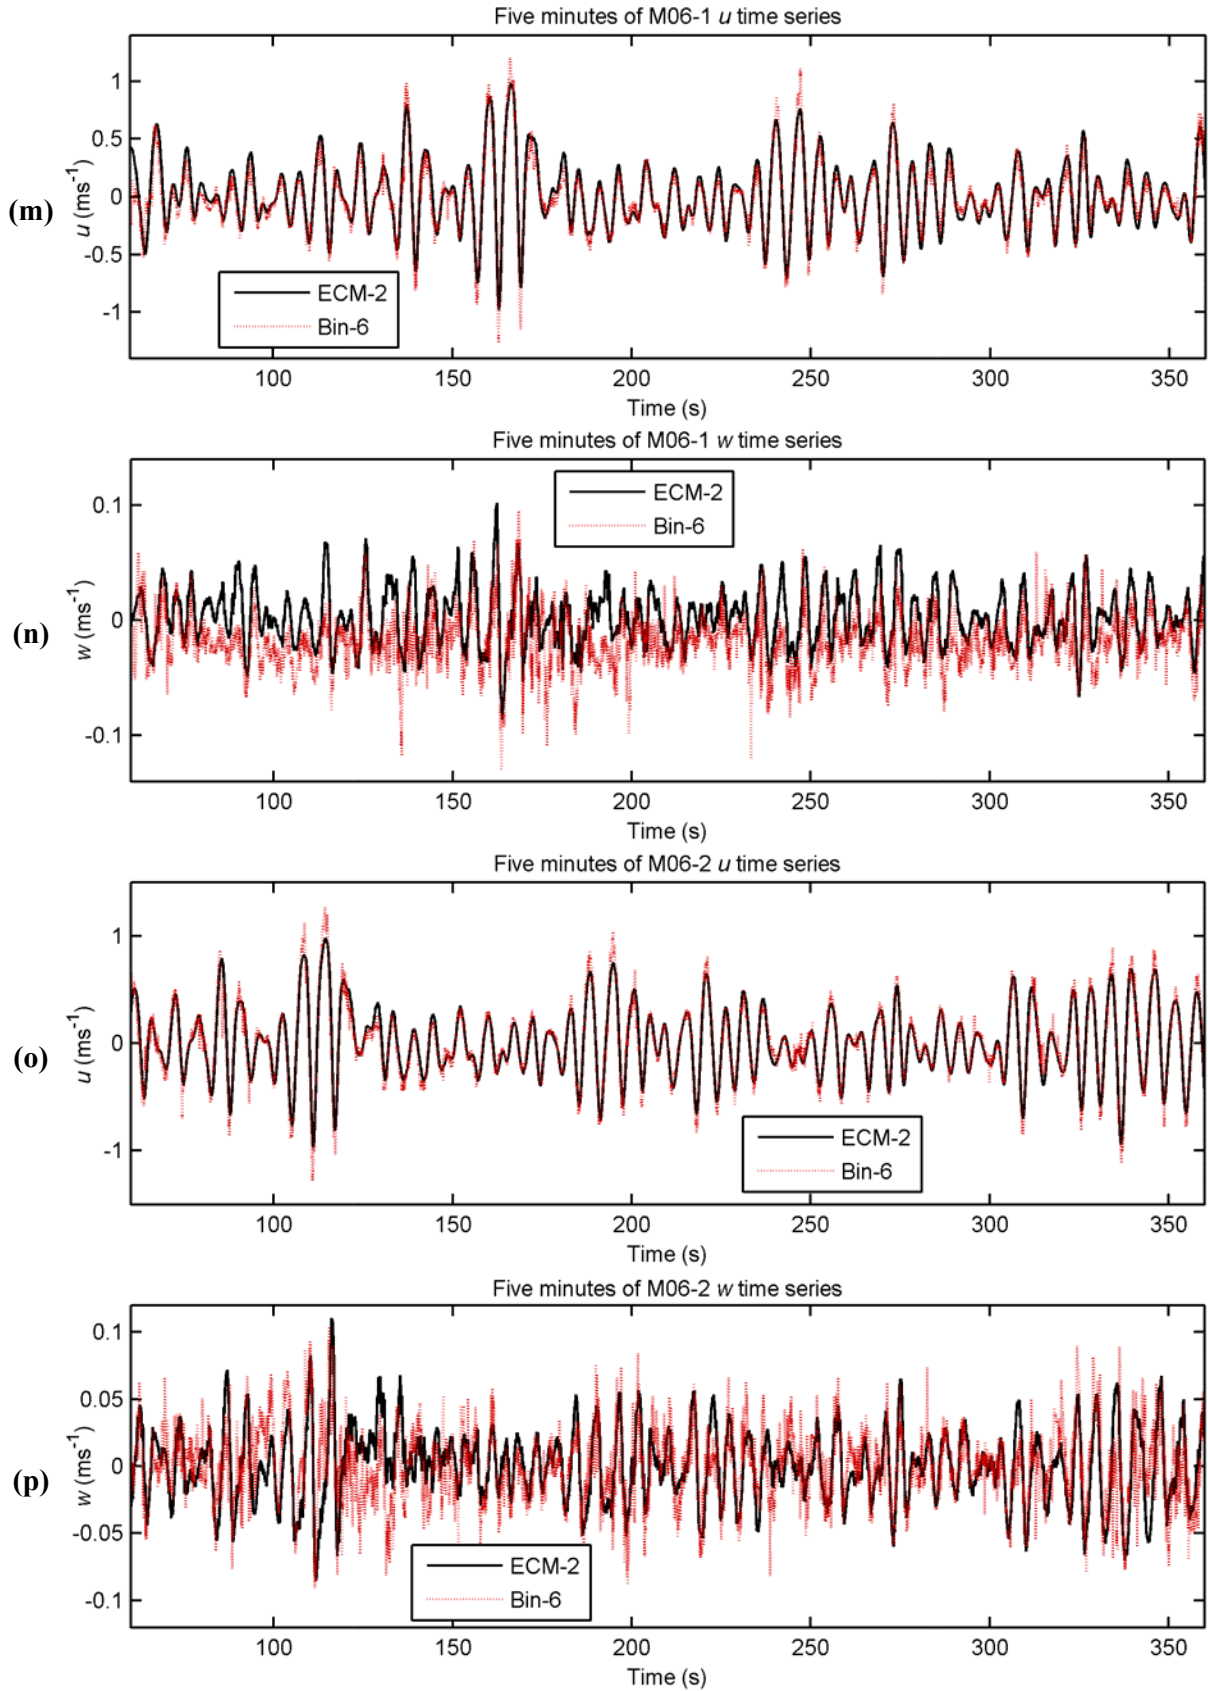 Five minutes of M06-1 u time series
(m)
u (ms⁻¹)
1
0.5
0
-0.5
-1
ECM-2
Bin-6
100 150 200 250 300 350
Time (s)
Five minutes of M06-1 w time series
(n)
w (ms⁻¹)
0.1
0
-0.1
ECM-2
Bin-6
100 150 200 250 300 350
Time (s)
Five minutes of M06-2 u time series
(o)
u (ms⁻¹)
1
0
-1
ECM-2
Bin-6
100 150 200 250 300 350
Time (s)
Five minutes of M06-2 w time series
(p)
w (ms⁻¹)
0.1
0.05
0
-0.05
-0.1
ECM-2
Bin-6
100 150 200 250 300 350
Time (s)